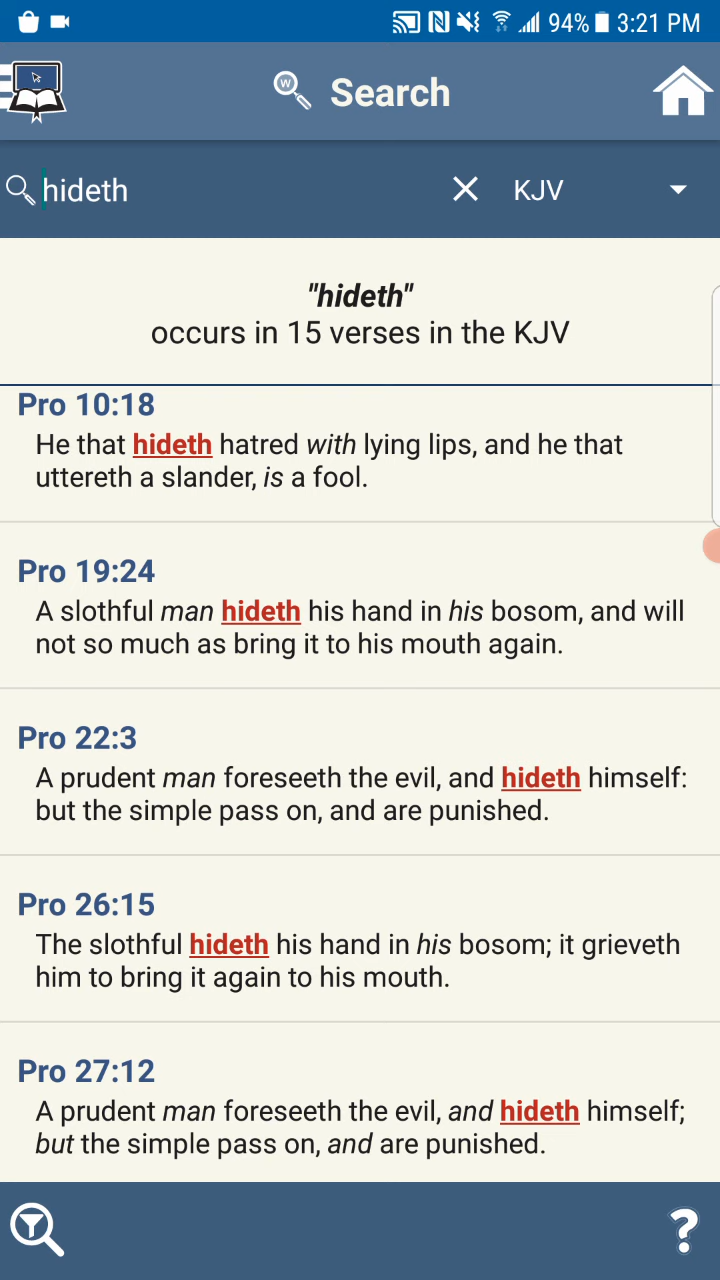 94% 3:21 PM
W Search
hideth KJV
"hideth"
occurs in 15 verses in the KJV
Pro 10:18
He that hideth hatred with lying lips, and he that
uttereth a slander, is a fool.
Pro 19:24
A slothful man hideth his hand in his bosom, and will
not so much as bring it to his mouth again.
Pro 22:3
A prudent man foreseeth the evil, and hideth himself:
but the simple pass on, and are punished.
Pro 26:15
The slothful hideth his hand in his bosom; it grieveth
him to bring it again to his mouth.
Pro 27:12
A prudent man foreseeth the evil, and hideth himself;
but the simple pass on, and are punished.
?